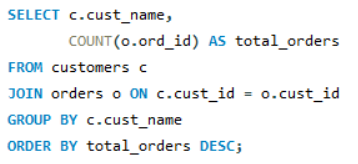 SELECT c.cust_name,
       COUNT(o.ord_id) AS total_orders
FROM customers c
JOIN orders o ON c.cust_id = o.cust_id
GROUP BY c.cust_name
ORDER BY total_orders DESC;